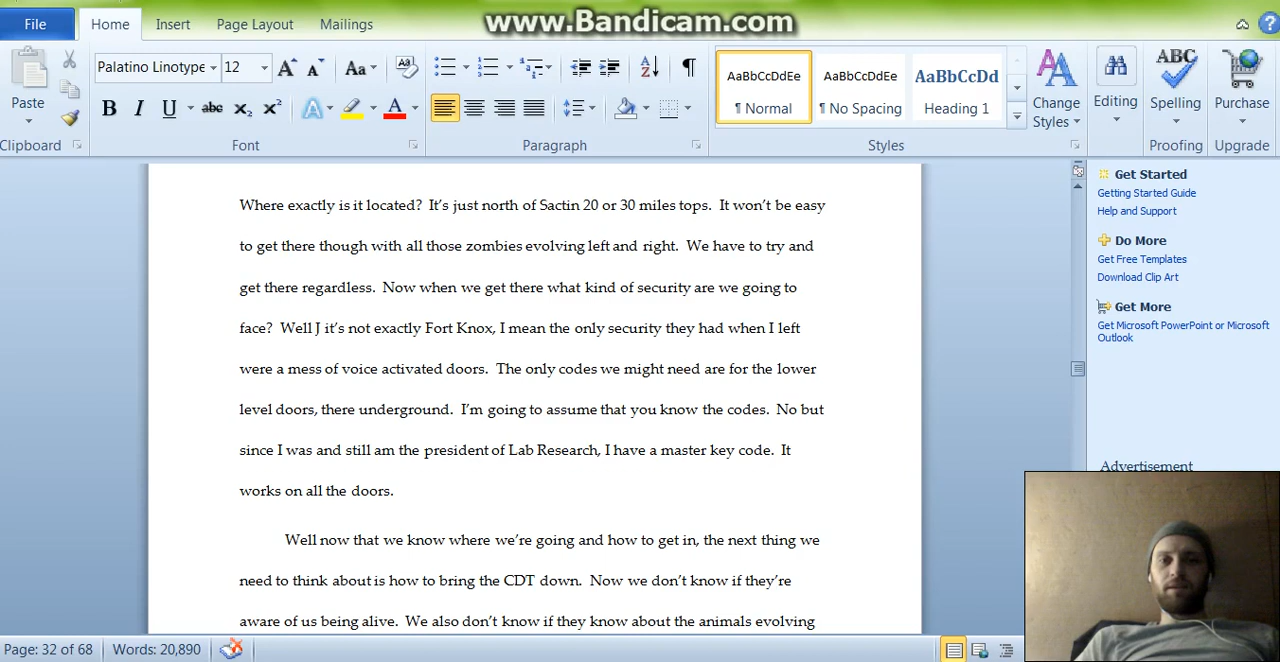 www.Bandicam.com
File Home Insert Page Layout Mailings
Palatino Linotype 12
AaBbCcDdEe AaBbCcDdEe AaBbCcDd
¶ Normal ¶ No Spacing Heading 1
Paste
Change Styles
Editing
ABC
Spelling
Purchase
Clipboard Font Paragraph Styles Proofing Upgrade
Where exactly is it located? It's just north of Sactin 20 or 30 miles tops. It won't be easy
to get there though with all those zombies evolving left and right. We have to try and
get there regardless. Now when we get there what kind of security are we going to
face? Well J it's not exactly Fort Knox, I mean the only security they had when I left
were a mess of voice activated doors. The only codes we might need are for the lower
level doors, there underground. I'm going to assume that you know the codes. No but
since I was and still am the president of Lab Research, I have a master key code. It
works on all the doors.
Well now that we know where we're going and how to get in, the next thing we
need to think about is how to bring the CDT down. Now we don't know if they're
aware of us being alive. We also don't know if they know about the animals evolving
Get Started
Getting Started Guide
Help and Support
Do More
Get Free Templates
Download Clip Art
Get More
Get Microsoft PowerPoint or Microsoft
Outlook
Advertisement
Page: 32 of 68 Words: 20,890